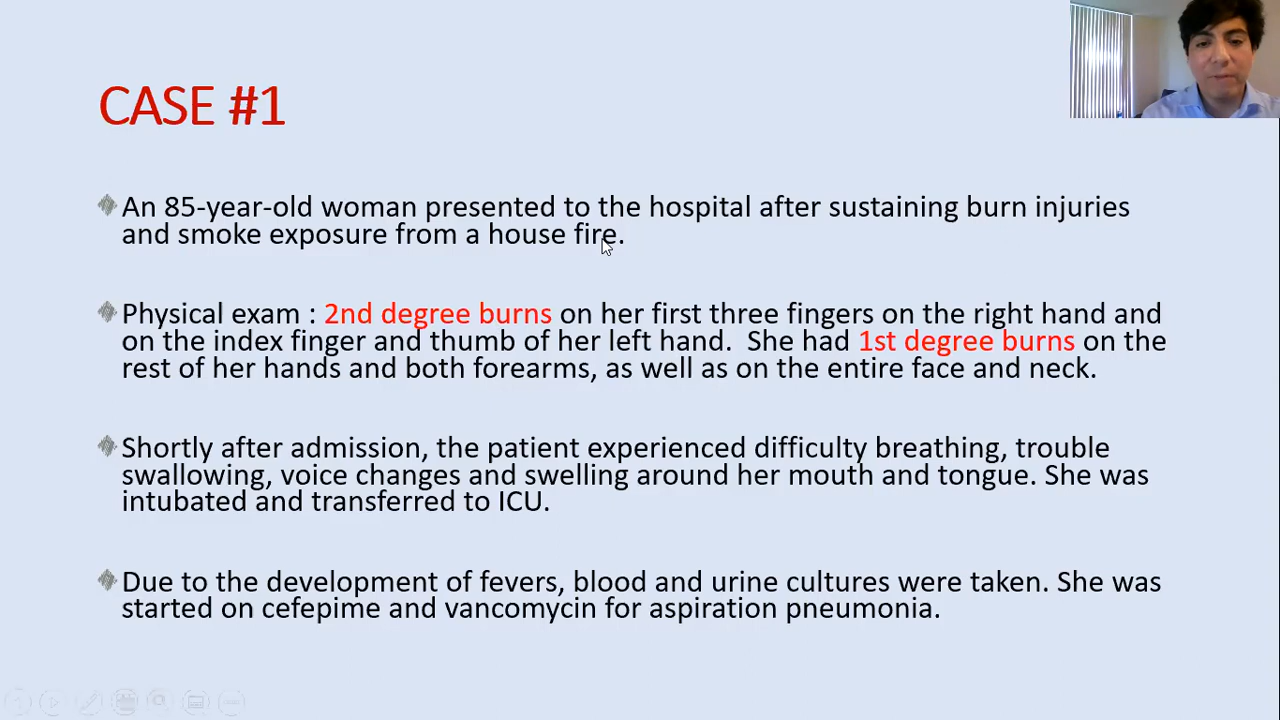 CASE #1
An 85-year-old woman presented to the hospital after sustaining burn injuries
and smoke exposure from a house fire.
Physical exam : 2nd degree burns on her first three fingers on the right hand and
on the index finger and thumb of her left hand. She had 1st degree burns on the
rest of her hands and both forearms, as well as on the entire face and neck.
Shortly after admission, the patient experienced difficulty breathing, trouble
swallowing, voice changes and swelling around her mouth and tongue. She was
intubated and transferred to ICU.
Due to the development of fevers, blood and urine cultures were taken. She was
started on cefepime and vancomycin for aspiration pneumonia.